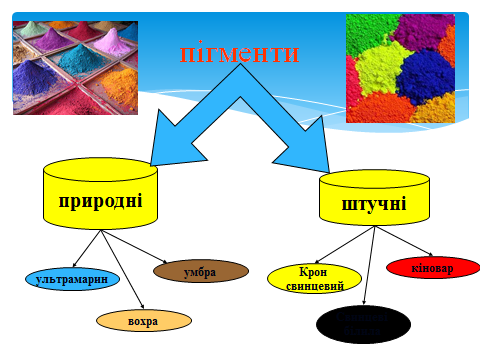 пігменти
природні
штучні
ультрамарин
умбра
вохра
Крон
свинцевий
кіновар